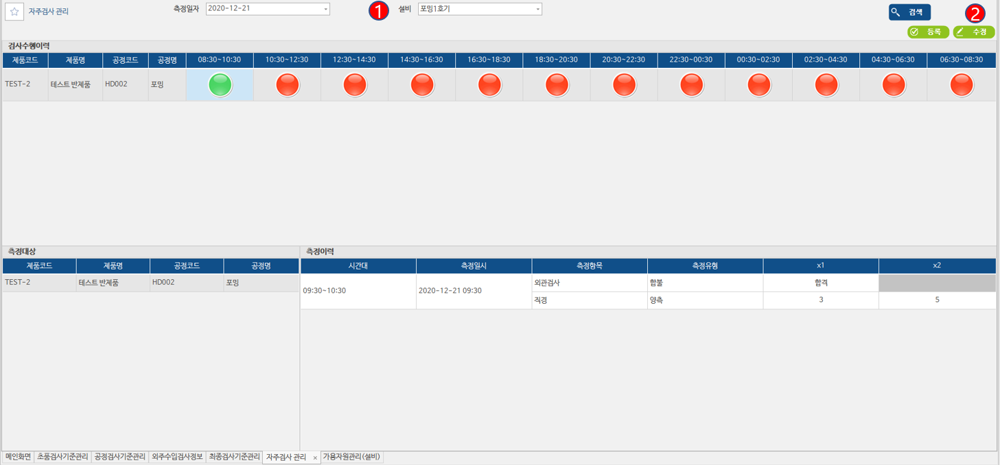 자주검사 관리 측정일자 2020-12-21 1 설비 포밍1호기 검색 2
등록 수정
검사수행이력
제품코드 제품명 공정코드 공정명 08:30~10:30 10:30~12:30 12:30~14:30 14:30~16:30 16:30~18:30 18:30~20:30 20:30~22:30 22:30~00:30 00:30~02:30 02:30~04:30 04:30~06:30 06:30~08:30
TEST-2 테스트 반제품 HD002 포밍
측정대상 측정이력
제품코드 제품명 공정코드 공정명 시간대 측정일시 측정항목 측정유형 x1 x2
TEST-2 테스트 반제품 HD002 포밍 외관검사 합불 합격
09:30~10:30 2020-12-21 09:30
직경 양측 3 5
메인화면 초품검사기준관리 공정검사기준관리 외주수입검사정보 최종검사기준관리 자주검사 관리 × 가용자원관리(설비)